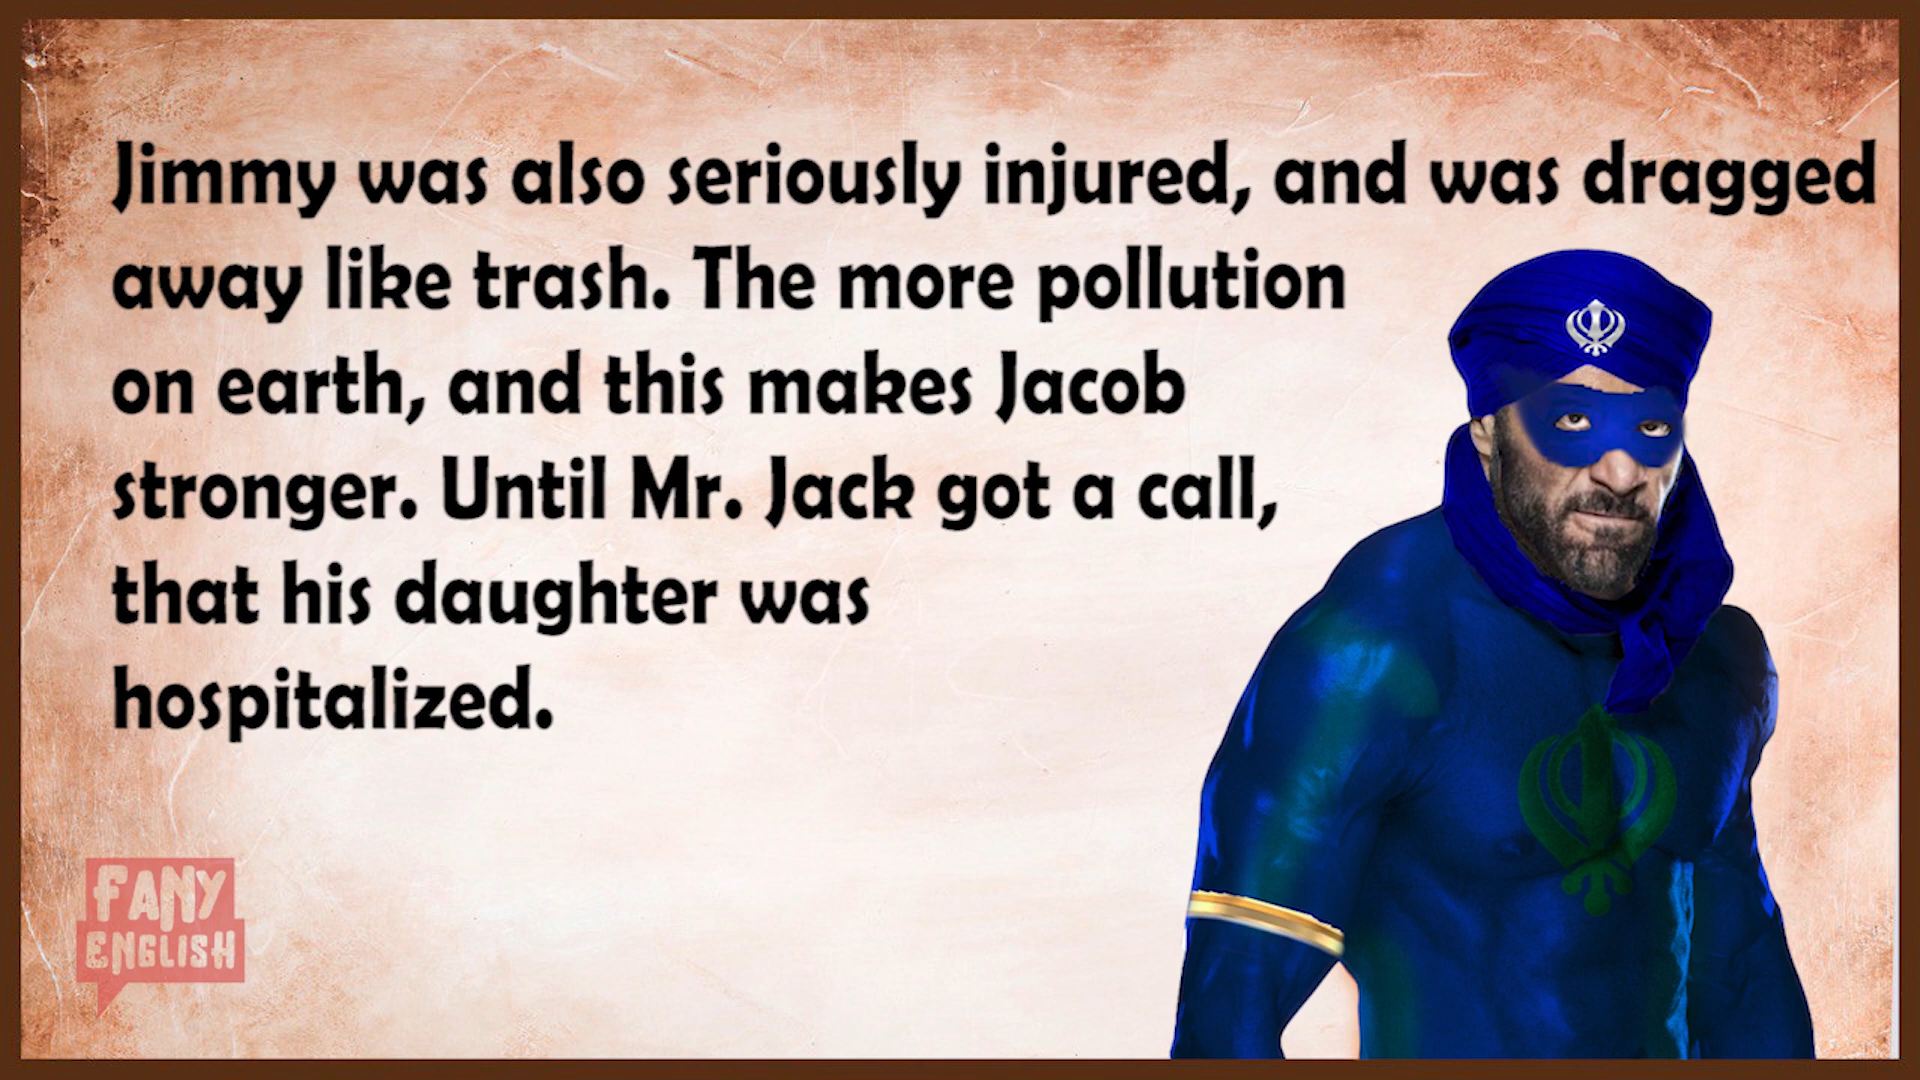 Jimmy was also seriously injured, and was dragged
away like trash. The more pollution
on earth, and this makes Jacob
stronger. Until Mr. Jack got a call,
that his daughter was
hospitalized.
FANY
ENGLISH